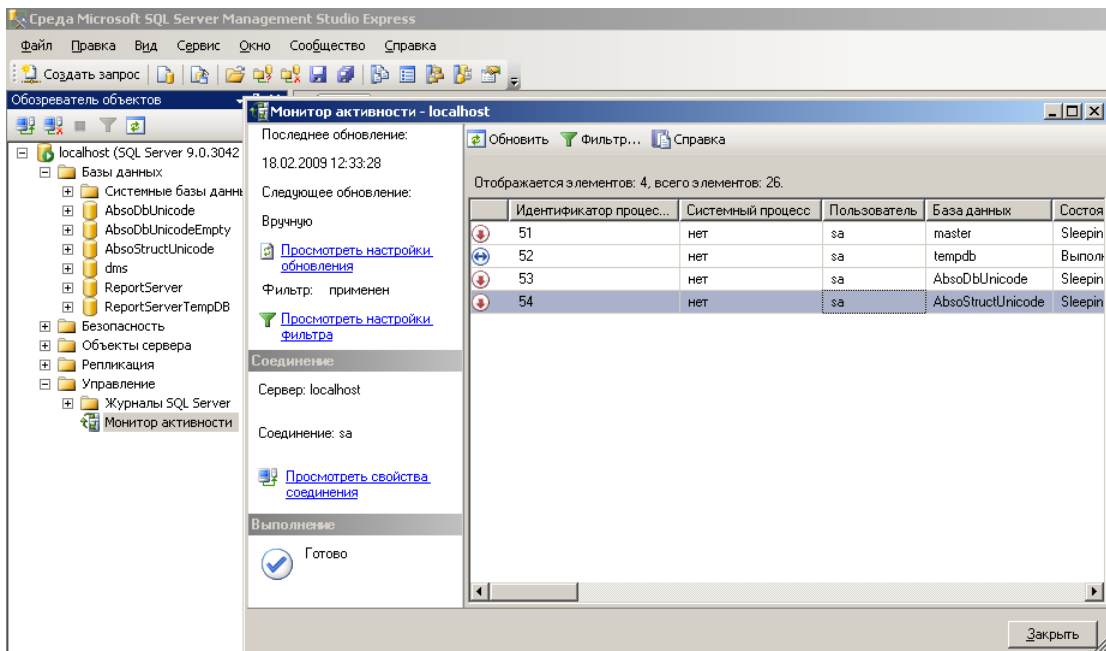 Среда Microsoft SQL Server Management Studio Express
Файл Правка Вид Сервис Окно Сообщество Справка
Создать запрос
Обозреватель объектов
localhost (SQL Server 9.0.3042
Базы данных
Системные базы данн
AbsoDbUnicode
AbsoDbUnicodeEmpty
AbsoStructUnicode
dms
ReportServer
ReportServerTempDB
Безопасность
Объекты сервера
Репликация
Управление
Журналы SQL Server
Монитор активности
Монитор активности - localhost
Последнее обновление:
18.02.2009 12:33:28
Следующее обновление:
Вручную
Просмотреть настройки
обновления
Фильтр: применен
Просмотреть настройки
фильтра
Соединение
Сервер: localhost
Соединение: sa
Просмотреть свойства
соединения
Выполнение
Готово
Обновить Фильтр... Справка
Отображается элементов: 4, всего элементов: 26.
Идентификатор процес... Системный процесс Пользователь База данных Состоя
51 нет sa master Sleepin
52 нет sa tempdb Выполн
53 нет sa AbsoDbUnicode Sleepin
54 нет sa AbsoStructUnicode Sleepin
Закрыть